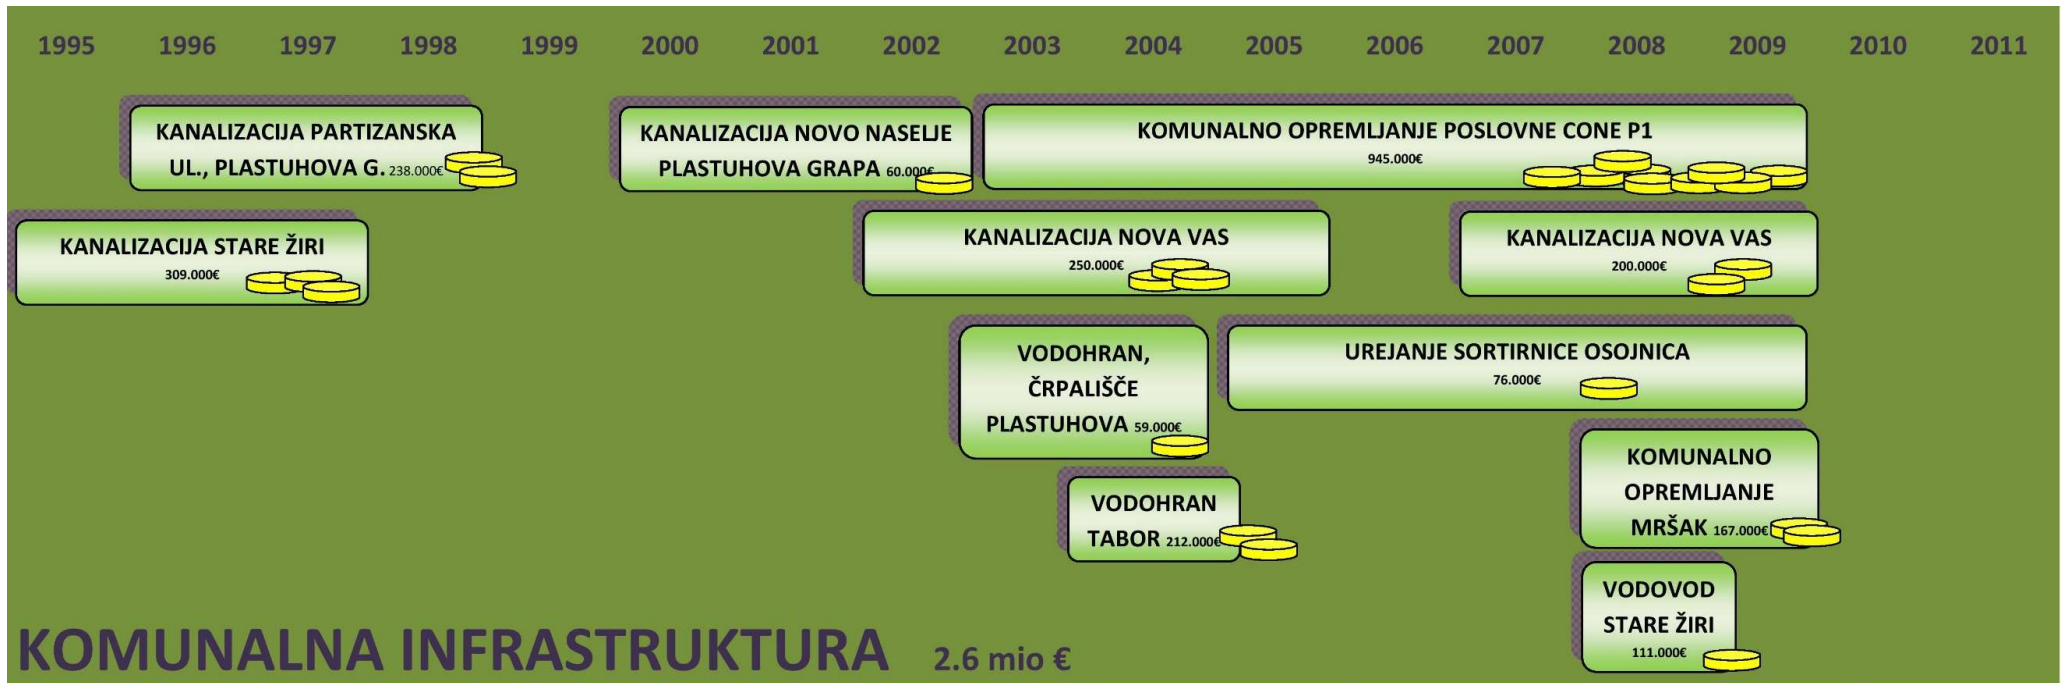 1995 1996 1997 1998 1999 2000 2001 2002 2003 2004 2005 2006 2007 2008 2009 2010 2011
KANALIZACIJA PARTIZANSKA
UL., PLASTUHOVA G. 238.000€
KANALIZACIJA NOVO NASELJE
PLASTUHOVA GRAPA 60.000€
KOMUNALNO OPREMLJANJE POSLOVNE CONE P1
945.000€
KANALIZACIJA STARE ŽIRI
309.000€
KANALIZACIJA NOVA VAS
250.000€
KANALIZACIJA NOVA VAS
200.000€
VODOHRAN,
ČRPALIŠČE
PLASTUHOVA 59.000€
UREJANJE SORTIRNICE OSOJNICA
76.000€
KOMUNALNO
OPREMLJANJE
MRŠAK 167.000€
VODOHRAN
TABOR 212.000€
VODOVOD
STARE ŽIRI
111.000€
KOMUNALNA INFRASTRUKTURA 2.6 mio €